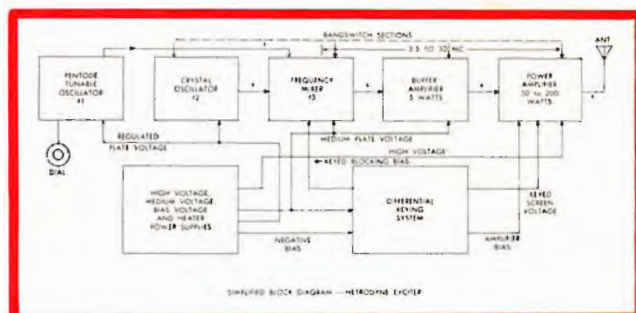 BANDSWITCH SECTIONS
ANT
3.5 TO 30 MC
PENTODE
TUNABLE
OSCILLATOR
#1
CRYSTAL
OSCILLATOR
#2
FREQUENCY
MIXER
#3
BUFFER
AMPLIFIER
5 WATTS
POWER
AMPLIFIER
50 to 200
WATTS
DIAL
REGULATED
PLATE VOLTAGE
MEDIUM PLATE VOLTAGE
HIGH VOLTAGE
KEYED BLOCKING BIAS
HIGH VOLTAGE,
MEDIUM VOLTAGE,
BIAS VOLTAGE
AND HEATER
POWER SUPPLIES
DIFFERENTIAL
KEYING
SYSTEM
KEYED
SCREEN
VOLTAGE
NEGATIVE
BIAS
AMPLIFIER
BIAS
SIMPLIFIED BLOCK DIAGRAM — HETRODYNE EXCITER